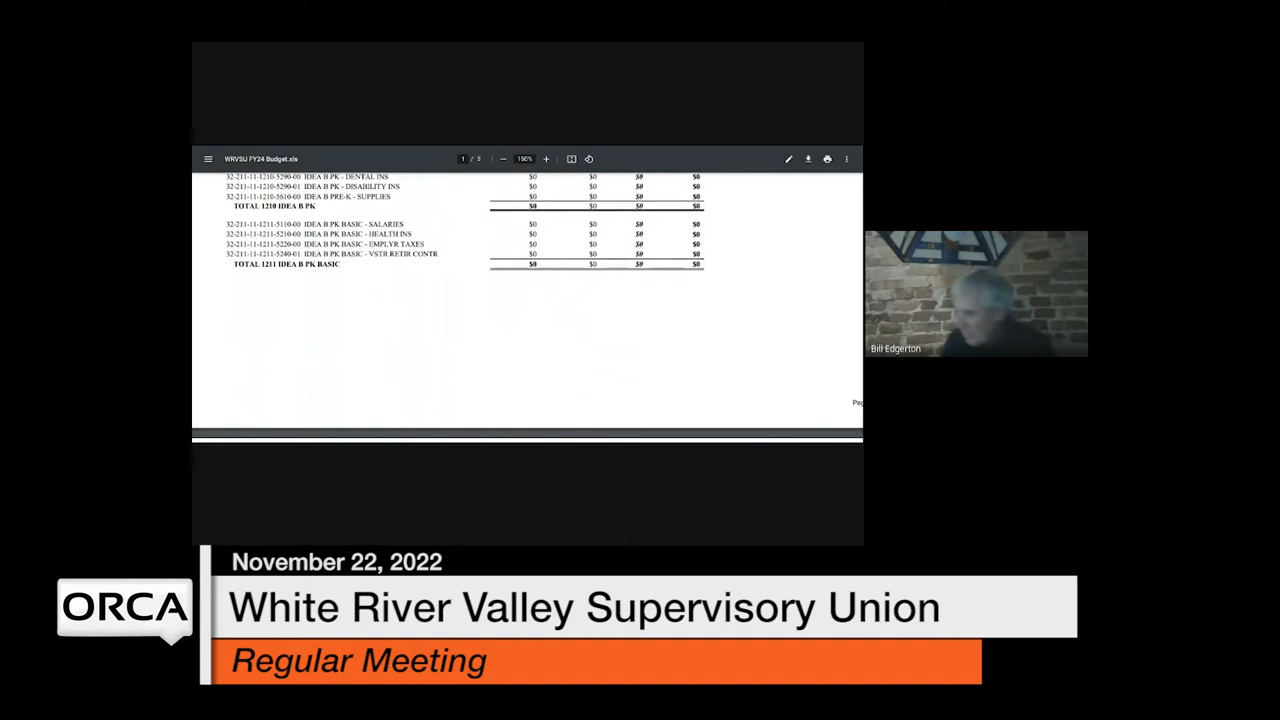 WRVSU FY24 Budget.xls
1 / 5
150%
32-211-11-1210-5290-00 IDEA B PK - DENTAL INS $0 $0 $0 $0
32-211-11-1210-5290-01 IDEA B PK - DISABILITY INS $0 $0 $0 $0
32-211-11-1210-5610-00 IDEA B PRE-K - SUPPLIES $0 $0 $0 $0
TOTAL 1210 IDEA B PK $0 $0 $0 $0
32-211-11-1211-5110-00 IDEA B PK BASIC - SALARIES $0 $0 $0 $0
32-211-11-1211-5210-00 IDEA B PK BASIC - HEALTH INS $0 $0 $0 $0
32-211-11-1211-5220-00 IDEA B PK BASIC - EMPLYR TAXES $0 $0 $0 $0
32-211-11-1211-5240-01 IDEA B PK BASIC - VSTR RETIR CONTR $0 $0 $0 $0
TOTAL 1211 IDEA B PK BASIC $0 $0 $0 $0
Pag
Bill Edgerton
November 22, 2022
ORCA
White River Valley Supervisory Union
Regular Meeting